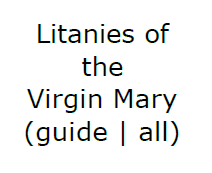 Litanies of
the
Virgin Mary
(guide | all)